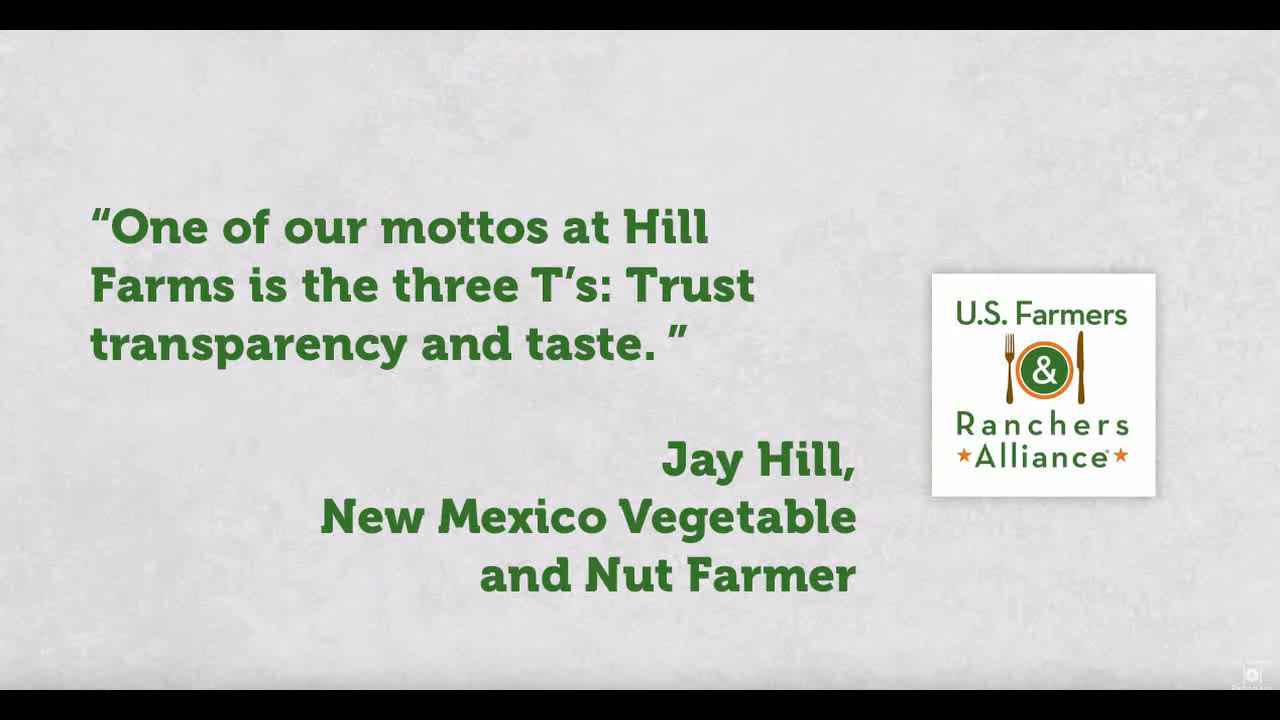 “One of our mottos at Hill
Farms is the three T’s: Trust
transparency and taste. ”
Jay Hill,
New Mexico Vegetable
and Nut Farmer
U.S. Farmers
&
Ranchers
Alliance